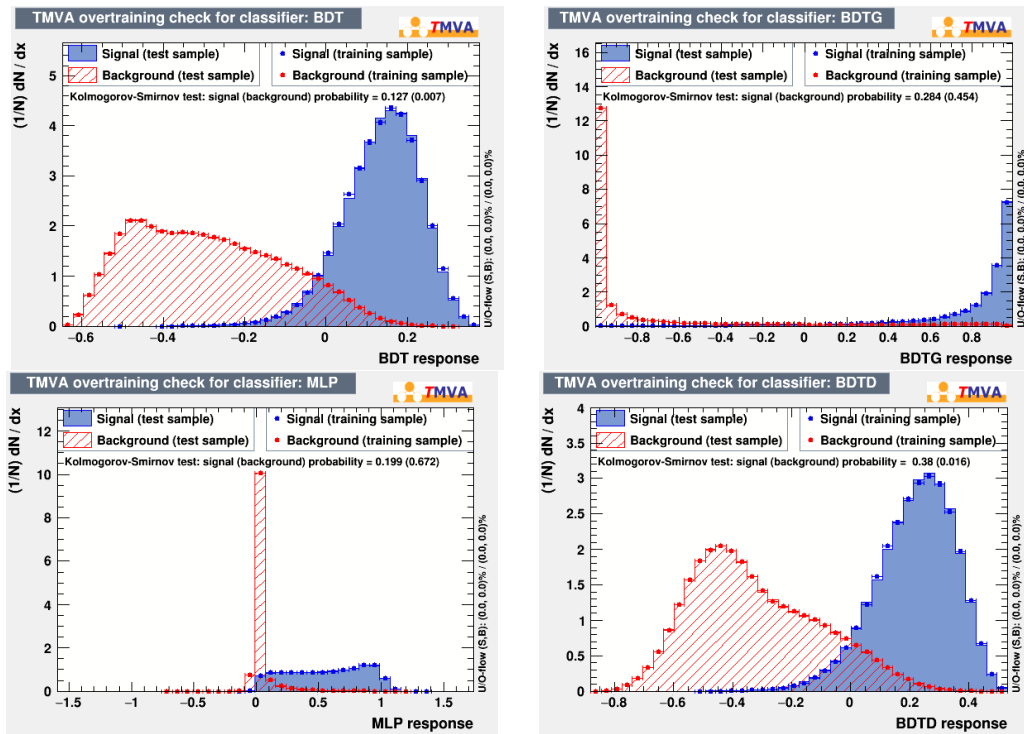 TMVA overtraining check for classifier: BDT
TMVA
(1/N) dN / dx
Signal (test sample)
Background (test sample)
Signal (training sample)
Background (training sample)
Kolmogorov-Smirnov test: signal (background) probability = 0.127 (0.007)
5
4
3
2
1
0
−0.6 −0.4 −0.2 0 0.2
BDT response
U/O-flow (S,B): (0.0, 0.0)% / (0.0, 0.0)%
TMVA overtraining check for classifier: BDTG
TMVA
(1/N) dN / dx
Signal (test sample)
Background (test sample)
Signal (training sample)
Background (training sample)
Kolmogorov-Smirnov test: signal (background) probability = 0.284 (0.454)
16
14
12
10
8
6
4
2
0
−0.8 −0.6 −0.4 −0.2 0 0.2 0.4 0.6 0.8
BDTG response
U/O-flow (S,B): (0.0, 0.0)% / (0.0, 0.0)%
TMVA overtraining check for classifier: MLP
TMVA
(1/N) dN / dx
Signal (test sample)
Background (test sample)
Signal (training sample)
Background (training sample)
Kolmogorov-Smirnov test: signal (background) probability = 0.199 (0.672)
12
10
8
6
4
2
0
−1.5 −1 −0.5 0 0.5 1 1.5
MLP response
U/O-flow (S,B): (0.0, 0.0)% / (0.0, 0.0)%
TMVA overtraining check for classifier: BDTD
TMVA
(1/N) dN / dx
Signal (test sample)
Background (test sample)
Signal (training sample)
Background (training sample)
Kolmogorov-Smirnov test: signal (background) probability = 0.38 (0.016)
4
3.5
3
2.5
2
1.5
1
0.5
0
−0.8 −0.6 −0.4 −0.2 0 0.2 0.4
BDTD response
U/O-flow (S,B): (0.0, 0.0)% / (0.0, 0.0)%